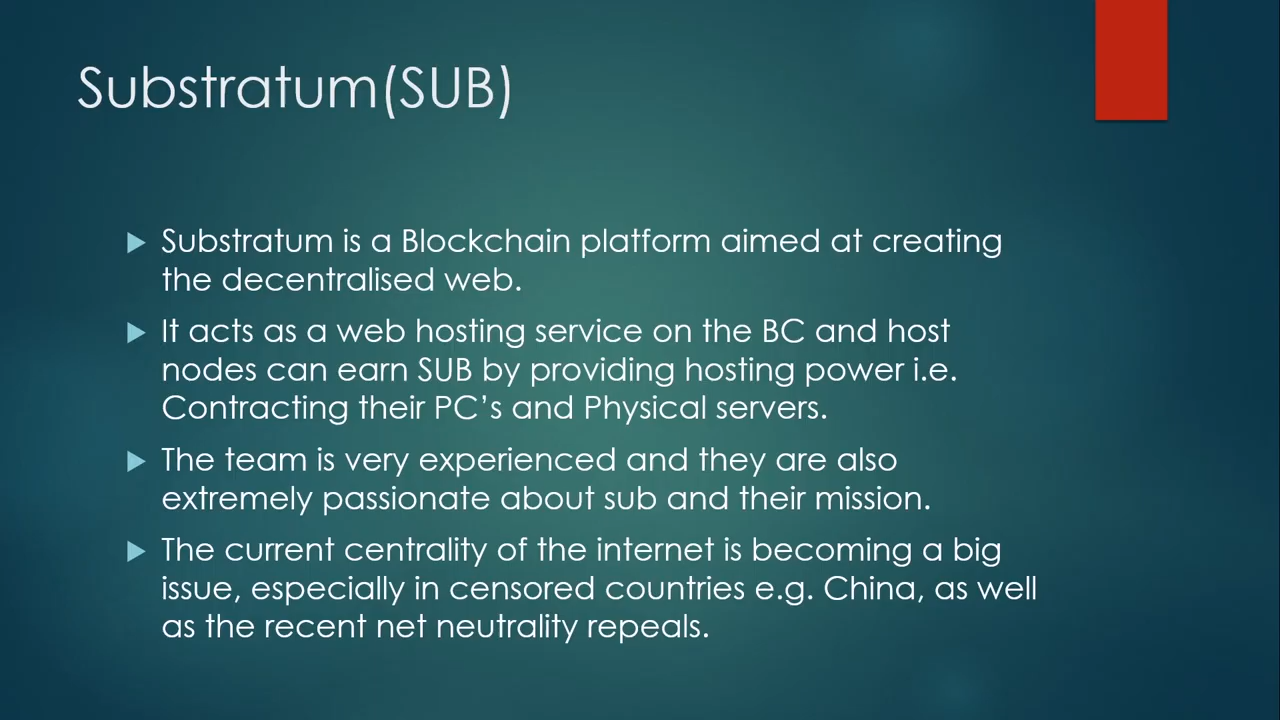 Substratum(SUB)
Substratum is a Blockchain platform aimed at creating
the decentralised web.
It acts as a web hosting service on the BC and host
nodes can earn SUB by providing hosting power i.e.
Contracting their PC’s and Physical servers.
The team is very experienced and they are also
extremely passionate about sub and their mission.
The current centrality of the internet is becoming a big
issue, especially in censored countries e.g. China, as well
as the recent net neutrality repeals.